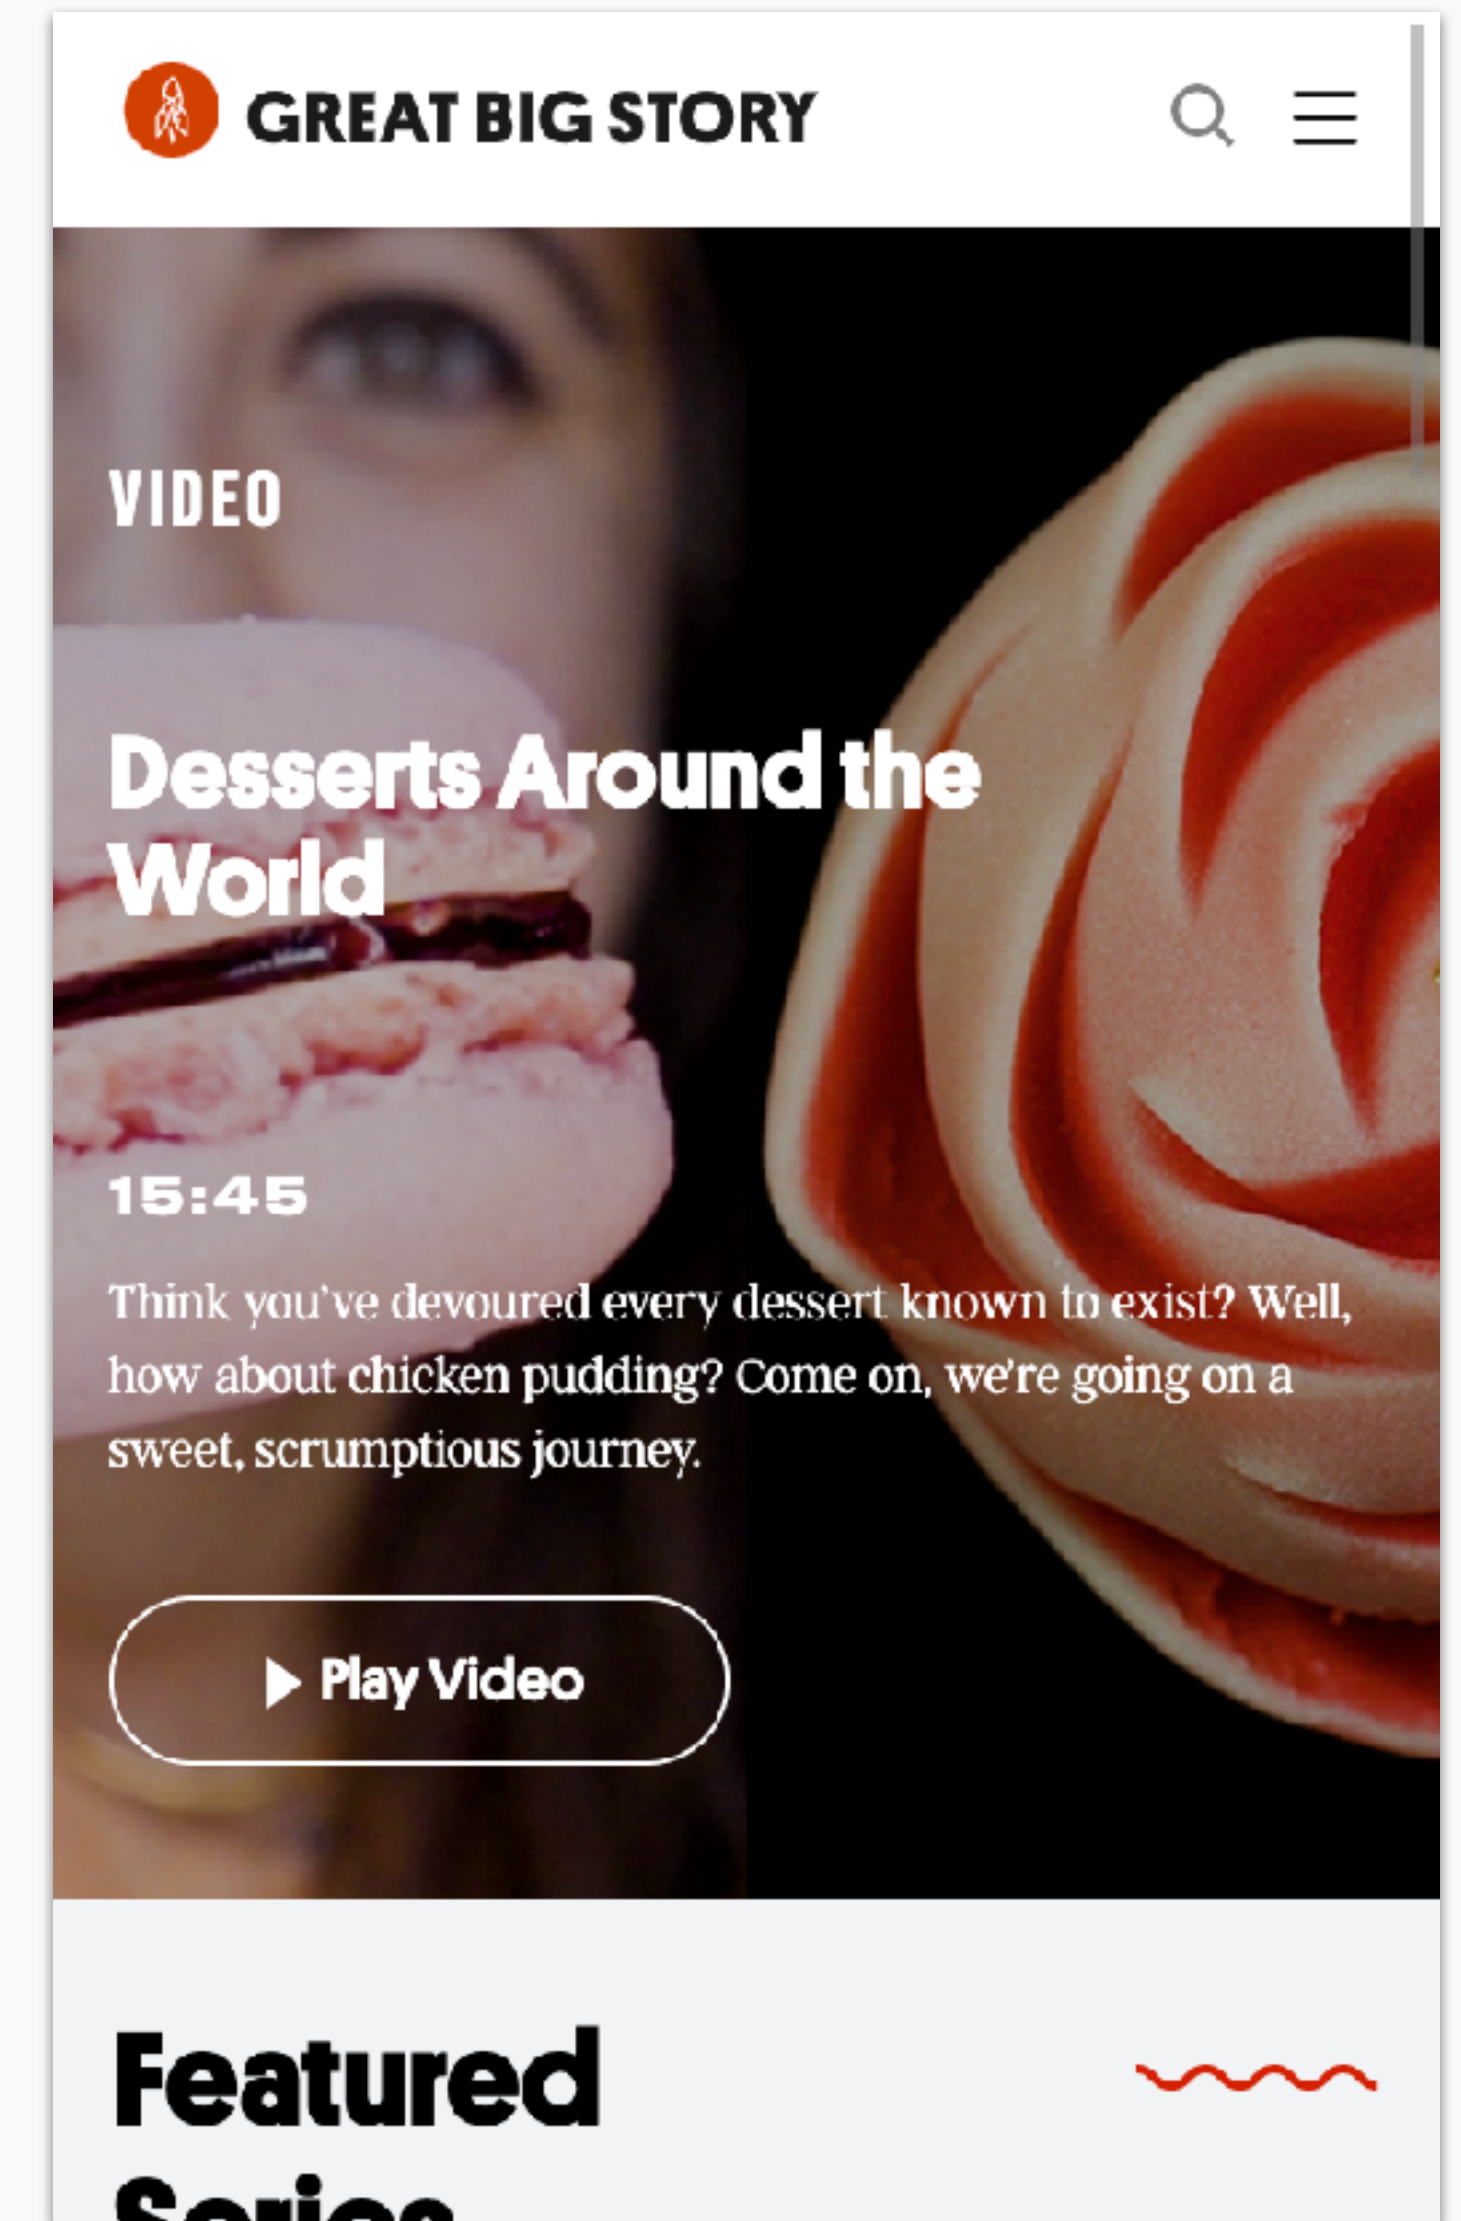 GREAT BIG STORY
VIDEO
Desserts Around the
World
15:45
Think you've devoured every dessert known to exist? Well,
how about chicken pudding? Come on, we're going on a
sweet, scrumptious journey.
Play Video
Featured
Series